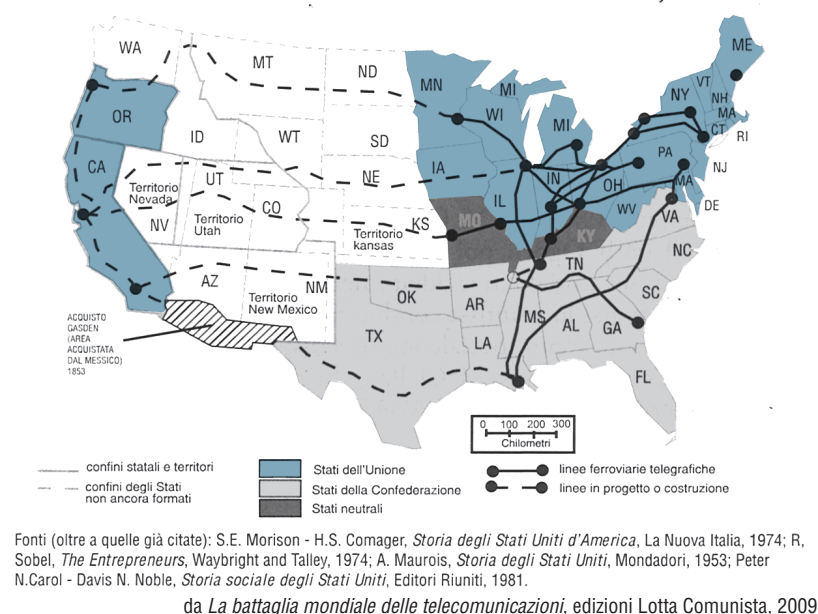 ME
WA
MT
ND
MN
VT
MI
NY
NH
WI
MA
OR
MI
CT
ID
WT
RI
SD
PA
IA
CA
NE
UT
IN
NJ
OH
MA
Territorio
Nevada
IL
DE
CO
WV
MO
VA
NV
Territorio
Utah
KS
KY
Territorio
kansas
NC
TN
AZ
NM
SC
OK
Territorio
New Mexico
AR
MS
AL
GA
ACQUISTO
GASDEN
(AREA
ACQUISTATA
DAL MESSICO)
1853
TX
LA
FL
0 100 200 300
Chilometri
confini statali e territori
confini degli Stati
non ancora formati
Stati dell'Unione
Stati della Confederazione
Stati neutrali
linee ferroviarie telegrafiche
linee in progetto o costruzione
Fonti (oltre a quelle già citate): S.E. Morison - H.S. Comager, Storia degli Stati Uniti d'America, La Nuova Italia, 1974; R,
Sobel, The Entrepreneurs, Waybright and Talley, 1974; A. Maurois, Storia degli Stati Uniti, Mondadori, 1953; Peter
N.Carol - Davis N. Noble, Storia sociale degli Stati Uniti, Editori Riuniti, 1981.
da La battaglia mondiale delle telecomunicazioni, edizioni Lotta Comunista, 2009